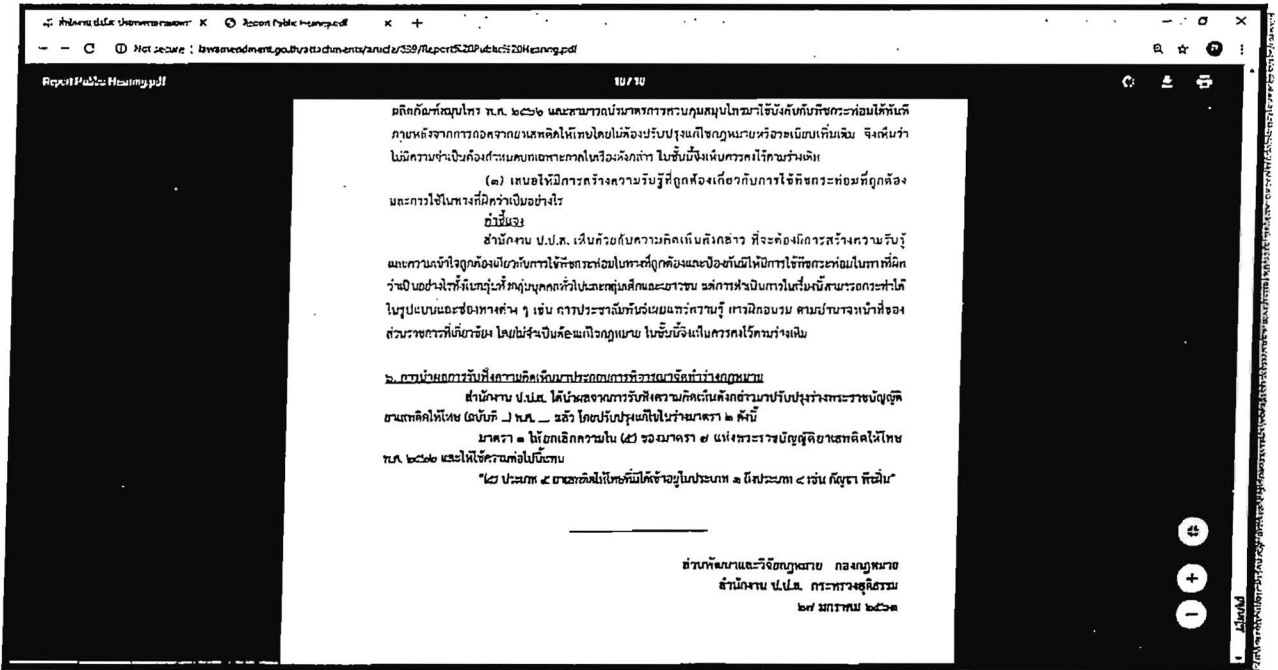 Not secure | lawamendment.go.th/attachments/article/339/Report%20Public%20Hearing.pdf
Report Public Hearing.pdf
10 / 10
ผลิตภัณฑ์สมุนไพร พ.ศ. ๒๕๖๒ และสามารถนำมาตรการควบคุมสมุนไพรมาใช้บังคับกับพืชกระท่อมได้ทันที
ภายหลังจากการถอดจากยาเสพติดให้โทษโดยไม่ต้องปรับปรุงแก้ไขกฎหมายหรือระเบียบเพิ่มเติม จึงเห็นว่า
ไม่มีความจำเป็นต้องกำหนดบทเฉพาะกาลในเรื่องดังกล่าว ในชั้นนี้จึงเห็นควรคงไว้ตามร่างเดิม
(๓) เสนอให้มีการสร้างความรับรู้ที่ถูกต้องเกี่ยวกับการใช้พืชกระท่อมที่ถูกต้อง
และการใช้ในทางที่ผิดว่าเป็นอย่างไร
คำชี้แจง
สำนักงาน ป.ป.ส. เห็นด้วยกับความคิดเห็นดังกล่าว ที่จะต้องมีการสร้างความรับรู้
และความเข้าใจถูกต้องเกี่ยวกับการใช้พืชกระท่อมในทางที่ถูกต้องและป้องกันมิให้มีการใช้พืชกระท่อมในทางที่ผิด
ว่าเป็นอย่างไรทั้งในกลุ่มบุคคลทั่วไปและกลุ่มเด็กและเยาวชน แต่การดำเนินการในเรื่องนี้สามารถกระทำได้
ในรูปแบบและช่องทางต่าง ๆ เช่น การประชาสัมพันธ์เผยแพร่ความรู้ การฝึกอบรม ตามอำนาจหน้าที่ของ
ส่วนราชการที่เกี่ยวข้อง โดยไม่จำเป็นต้องแก้ไขกฎหมาย ในชั้นนี้จึงเห็นควรคงไว้ตามร่างเดิม
๖. การนำผลการรับฟังความคิดเห็นมาประกอบการพิจารณาจัดทำร่างกฎหมาย
สำนักงาน ป.ป.ส. ได้นำผลจากการรับฟังความคิดเห็นดังกล่าวมาปรับปรุงร่างพระราชบัญญัติ
ยาเสพติดให้โทษ (ฉบับที่ ..) พ.ศ. .... แล้ว โดยปรับปรุงแก้ไขในร่างมาตรา ๒ ดังนี้
มาตรา ๓ ให้ยกเลิกความใน (๕) ของมาตรา ๗ แห่งพระราชบัญญัติยาเสพติดให้โทษ
พ.ศ. ๒๕๒๒ และให้ใช้ความต่อไปนี้แทน
"(๕) ประเภท ๕ ยาเสพติดให้โทษที่มิได้เข้าอยู่ในประเภท ๑ ถึงประเภท ๔ เช่น กัญชา พืชฝิ่น"
ส่วนพัฒนาและวิจัยกฎหมาย กองกฎหมาย
สำนักงาน ป.ป.ส. กระทรวงยุติธรรม
๒๗ มกราคม ๒๕๖๓